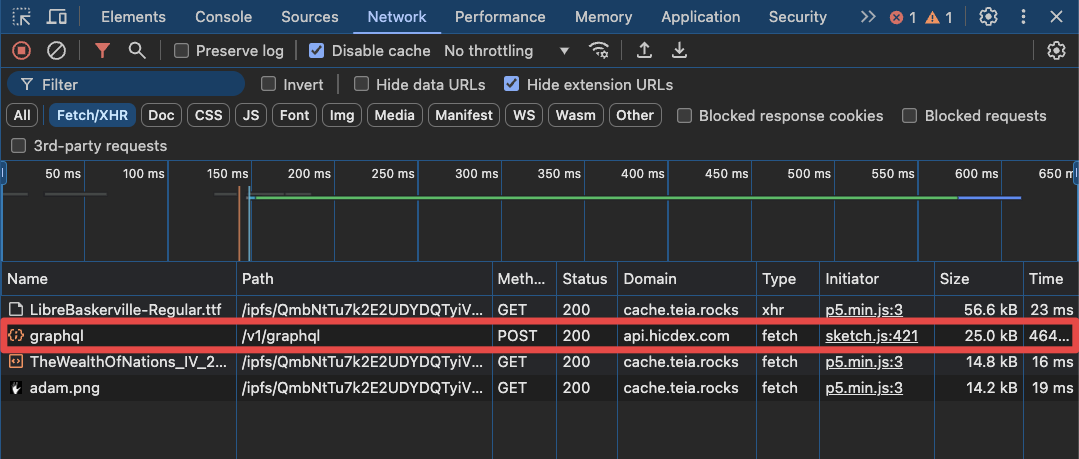 Elements Console Sources Network Performance Memory Application Security 1 1
Preserve log Disable cache No throttling
Filter Invert Hide data URLs Hide extension URLs
All Fetch/XHR Doc CSS JS Font Img Media Manifest WS Wasm Other Blocked response cookies Blocked requests
3rd-party requests
50 ms 100 ms 150 ms 200 ms 250 ms 300 ms 350 ms 400 ms 450 ms 500 ms 550 ms 600 ms 650 m
Name Path Meth... Status Domain Type Initiator Size Time
LibreBaskerville-Regular.ttf /ipfs/QmbNtTu7k2E2UDYDQTyiV... GET 200 cache.teia.rocks xhr p5.min.js:3 56.6 kB 23 ms
graphql /v1/graphql POST 200 api.hicdex.com fetch sketch.js:421 25.0 kB 464...
TheWealthOfNations_IV_2... /ipfs/QmbNtTu7k2E2UDYDQTyiV... GET 200 cache.teia.rocks fetch p5.min.js:3 14.8 kB 16 ms
adam.png /ipfs/QmbNtTu7k2E2UDYDQTyiV... GET 200 cache.teia.rocks fetch p5.min.js:3 14.2 kB 19 ms